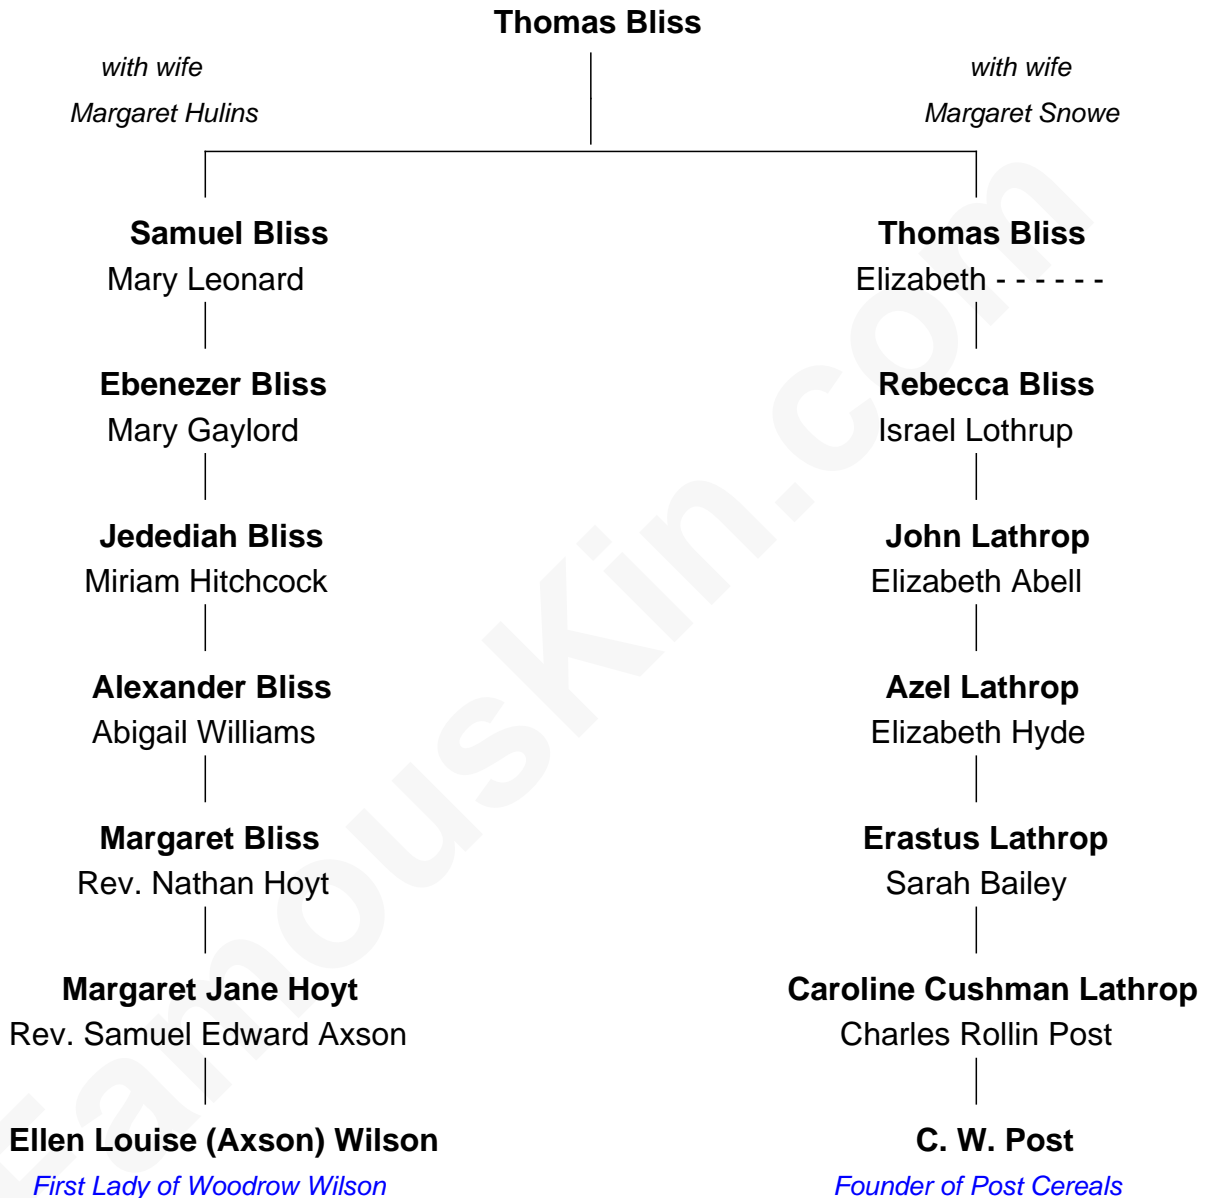 Thomas Bliss
with wife
Margaret Hulins
with wife
Margaret Snowe
Samuel Bliss
Mary Leonard
Thomas Bliss
Elizabeth - - - - - -
Ebenezer Bliss
Mary Gaylord
Rebecca Bliss
Israel Lothrup
Jedediah Bliss
Miriam Hitchcock
John Lathrop
Elizabeth Abell
Alexander Bliss
Abigail Williams
Azel Lathrop
Elizabeth Hyde
Margaret Bliss
Rev. Nathan Hoyt
Erastus Lathrop
Sarah Bailey
Margaret Jane Hoyt
Rev. Samuel Edward Axson
Caroline Cushman Lathrop
Charles Rollin Post
Ellen Louise (Axson) Wilson
First Lady of Woodrow Wilson
C. W. Post
Founder of Post Cereals
FamousKin.com